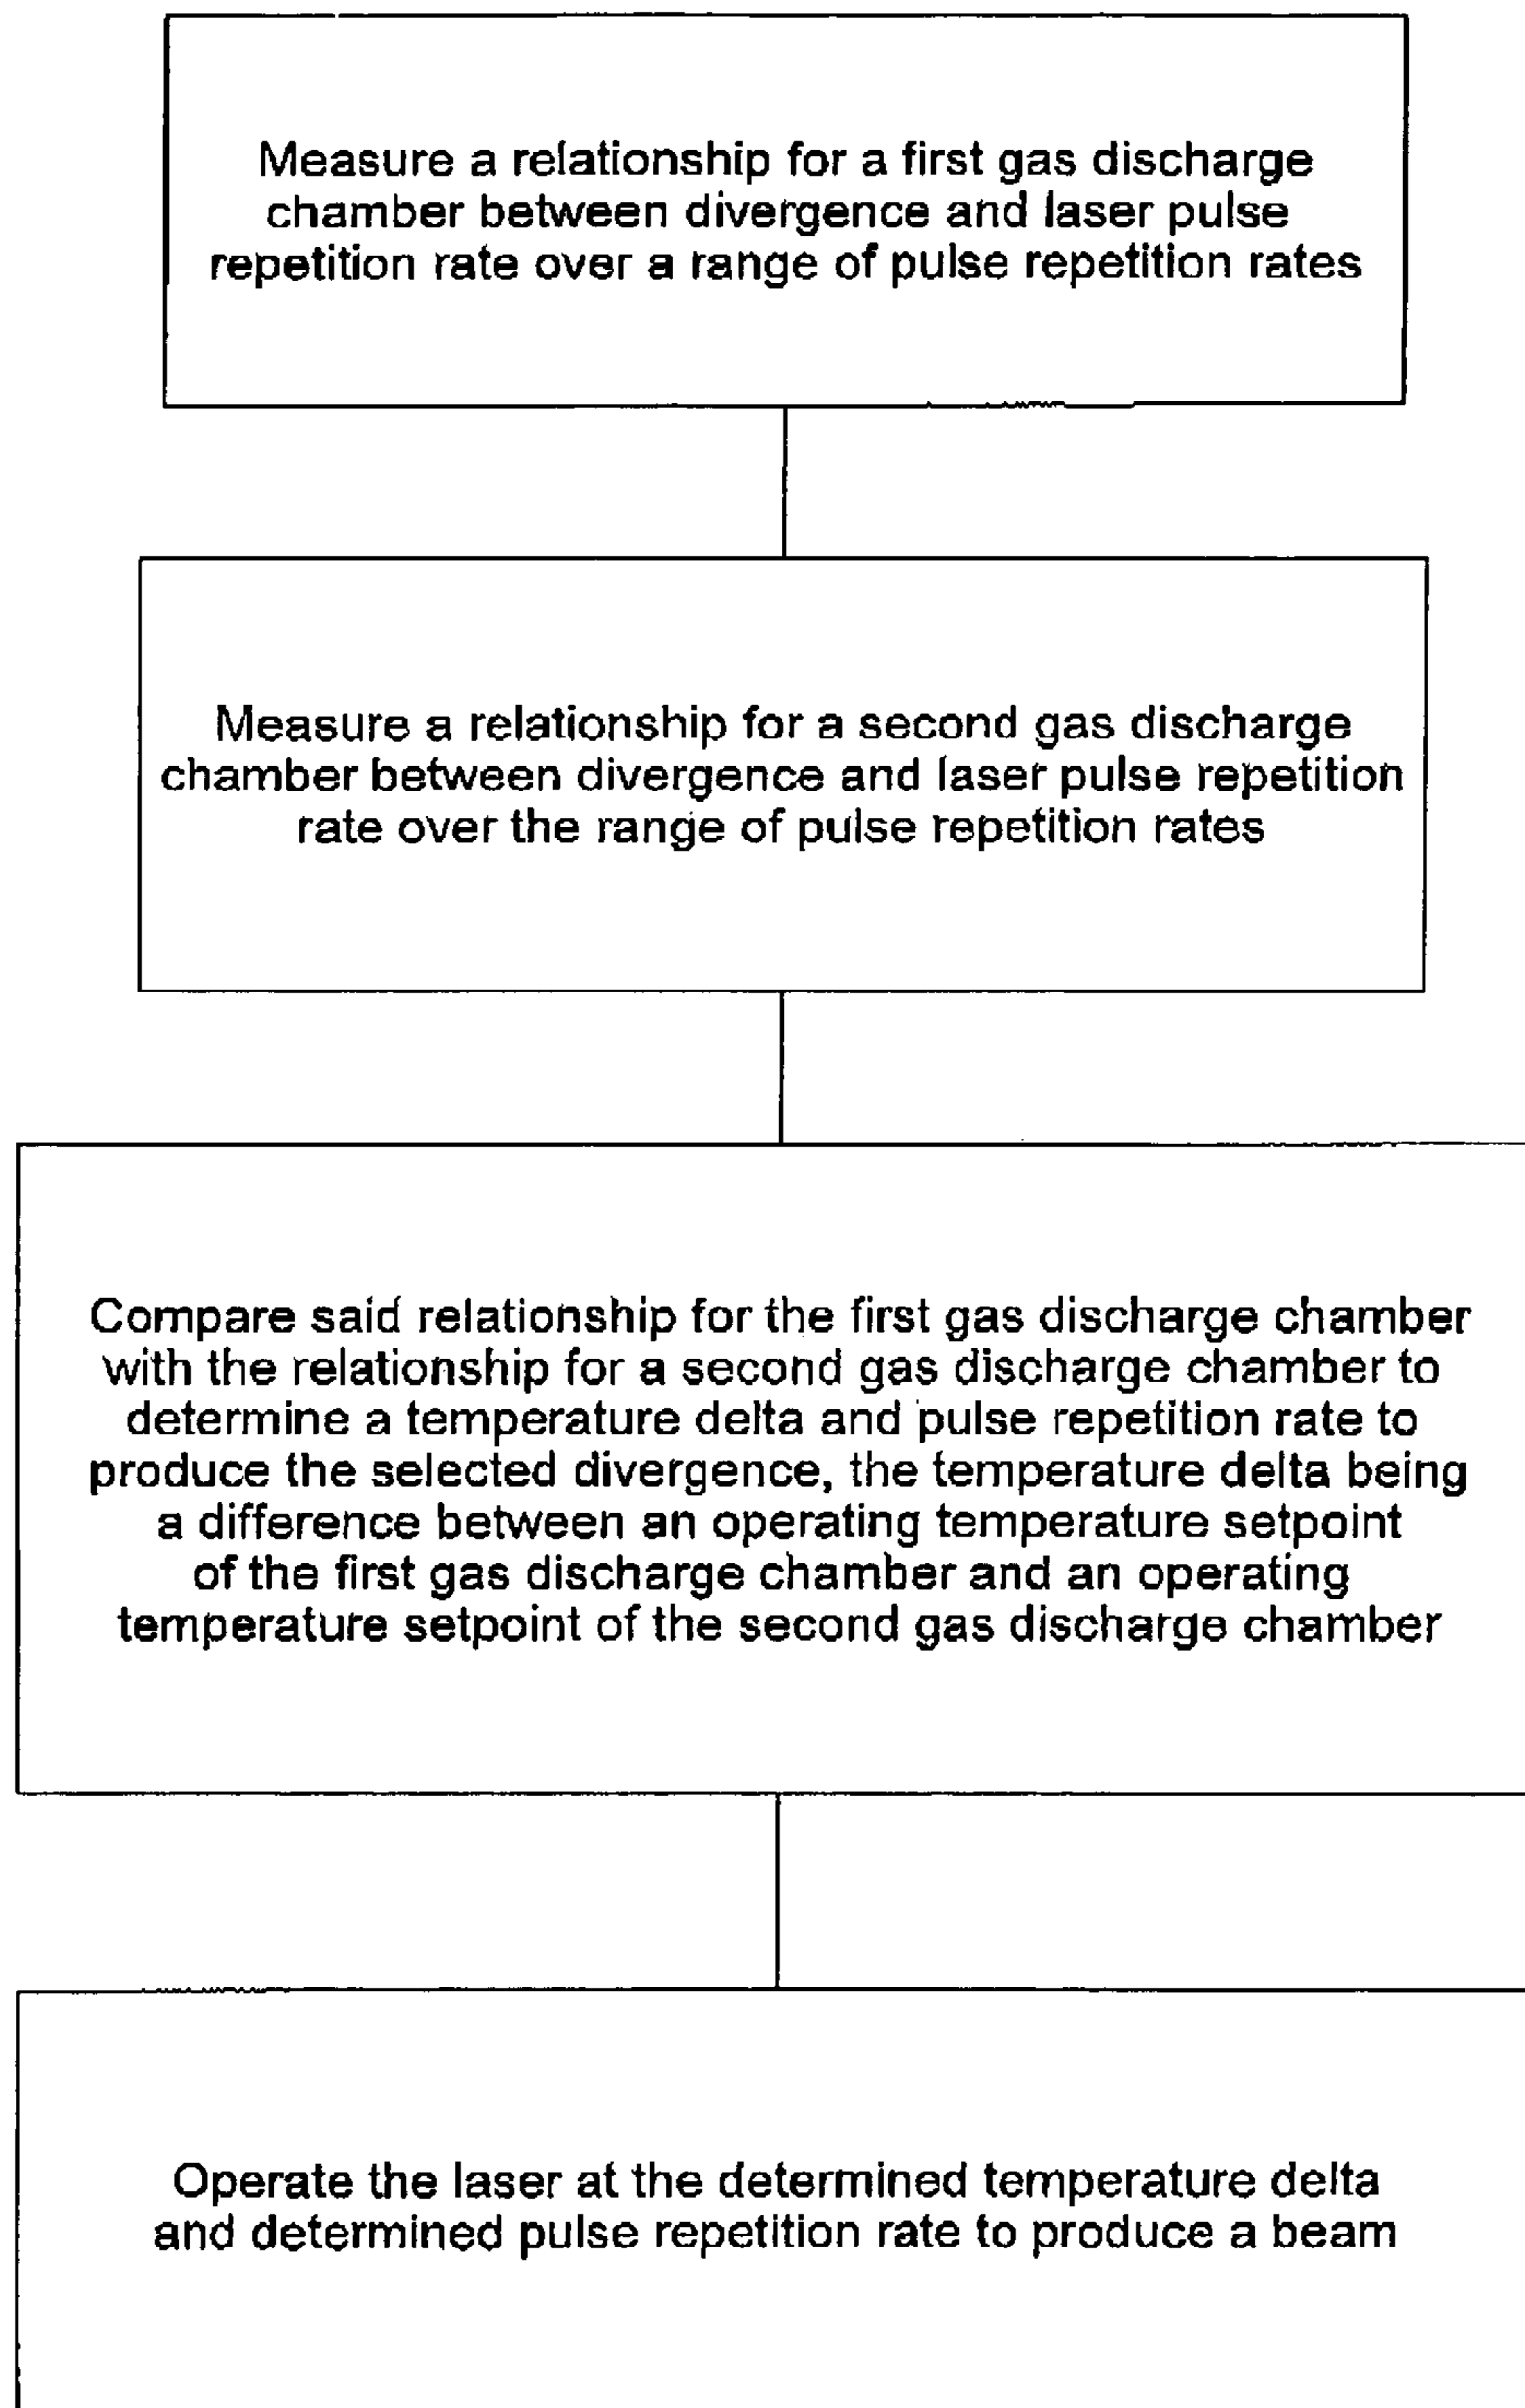 Measure a relationship for a first gas discharge
chamber between divergence and laser pulse
repetition rate over a range of pulse repetition rates
Measure a relationship for a second gas discharge
chamber between divergence and laser pulse repetition
rate over the range of pulse repetition rates
Compare said relationship for the first gas discharge chamber
with the relationship for a second gas discharge chamber to
determine a temperature delta and pulse repetition rate to
produce the selected divergence, the temperature delta being
a difference between an operating temperature setpoint
of the first gas discharge chamber and an operating
temperature setpoint of the second gas discharge chamber
Operate the laser at the determined temperature delta
and determined pulse repetition rate to produce a beam